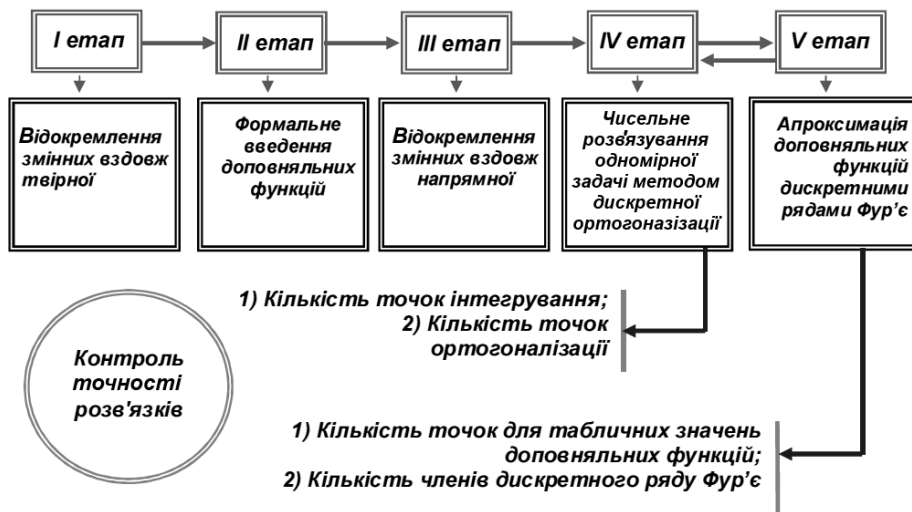 I етап
II етап
III етап
IV етап
V етап
Відокремлення
змінних вздовж
твірної
Формальне
введення
доповняльних
функцій
Відокремлення
змінних вздовж
напрямної
Чисельне
розв'язування
одномірної
задачі методом
дискретної
ортогоназізації
Апроксимація
доповняльних
функцій
дискретними
рядами Фур’є
1) Кількість точок інтегрування;
2) Кількість точок
ортогоналізації
Контроль
точності
розв'язків
1) Кількість точок для табличних значень
доповняльних функцій;
2) Кількість членів дискретного ряду Фур’є